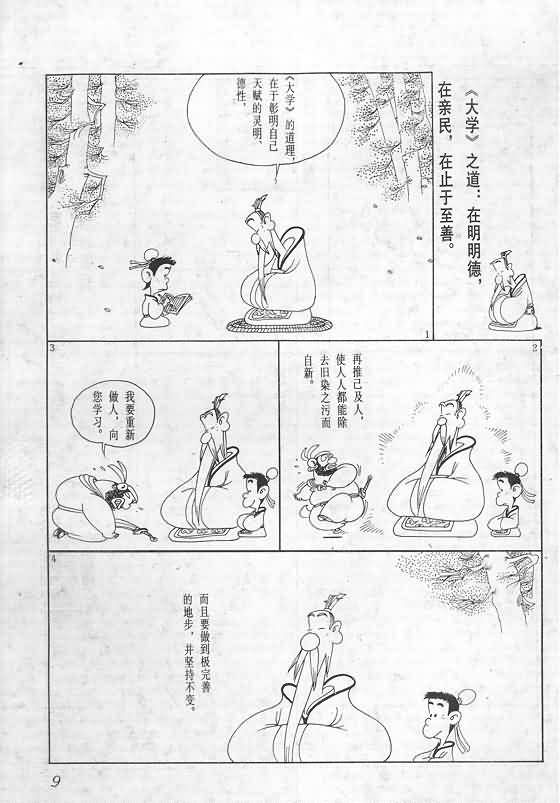 《大学》之道：在明明德，
在亲民，在止于至善。
《大学》的道理，
在于彰明自己
天赋的灵明、
德性，
1
2
再推己及人，
使人人都能除
去旧染之污而
自新。
3
我要重新
做人，向
您学习。
4
而且要做到极完善
的地步，并坚持不变。
9